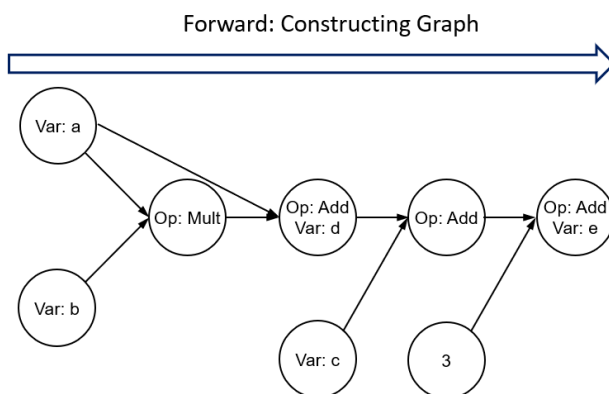 Forward: Constructing Graph
Var: a
Op: Mult
Op: Add
Var: d
Op: Add
Op: Add
Var: e
Var: b
Var: c
3